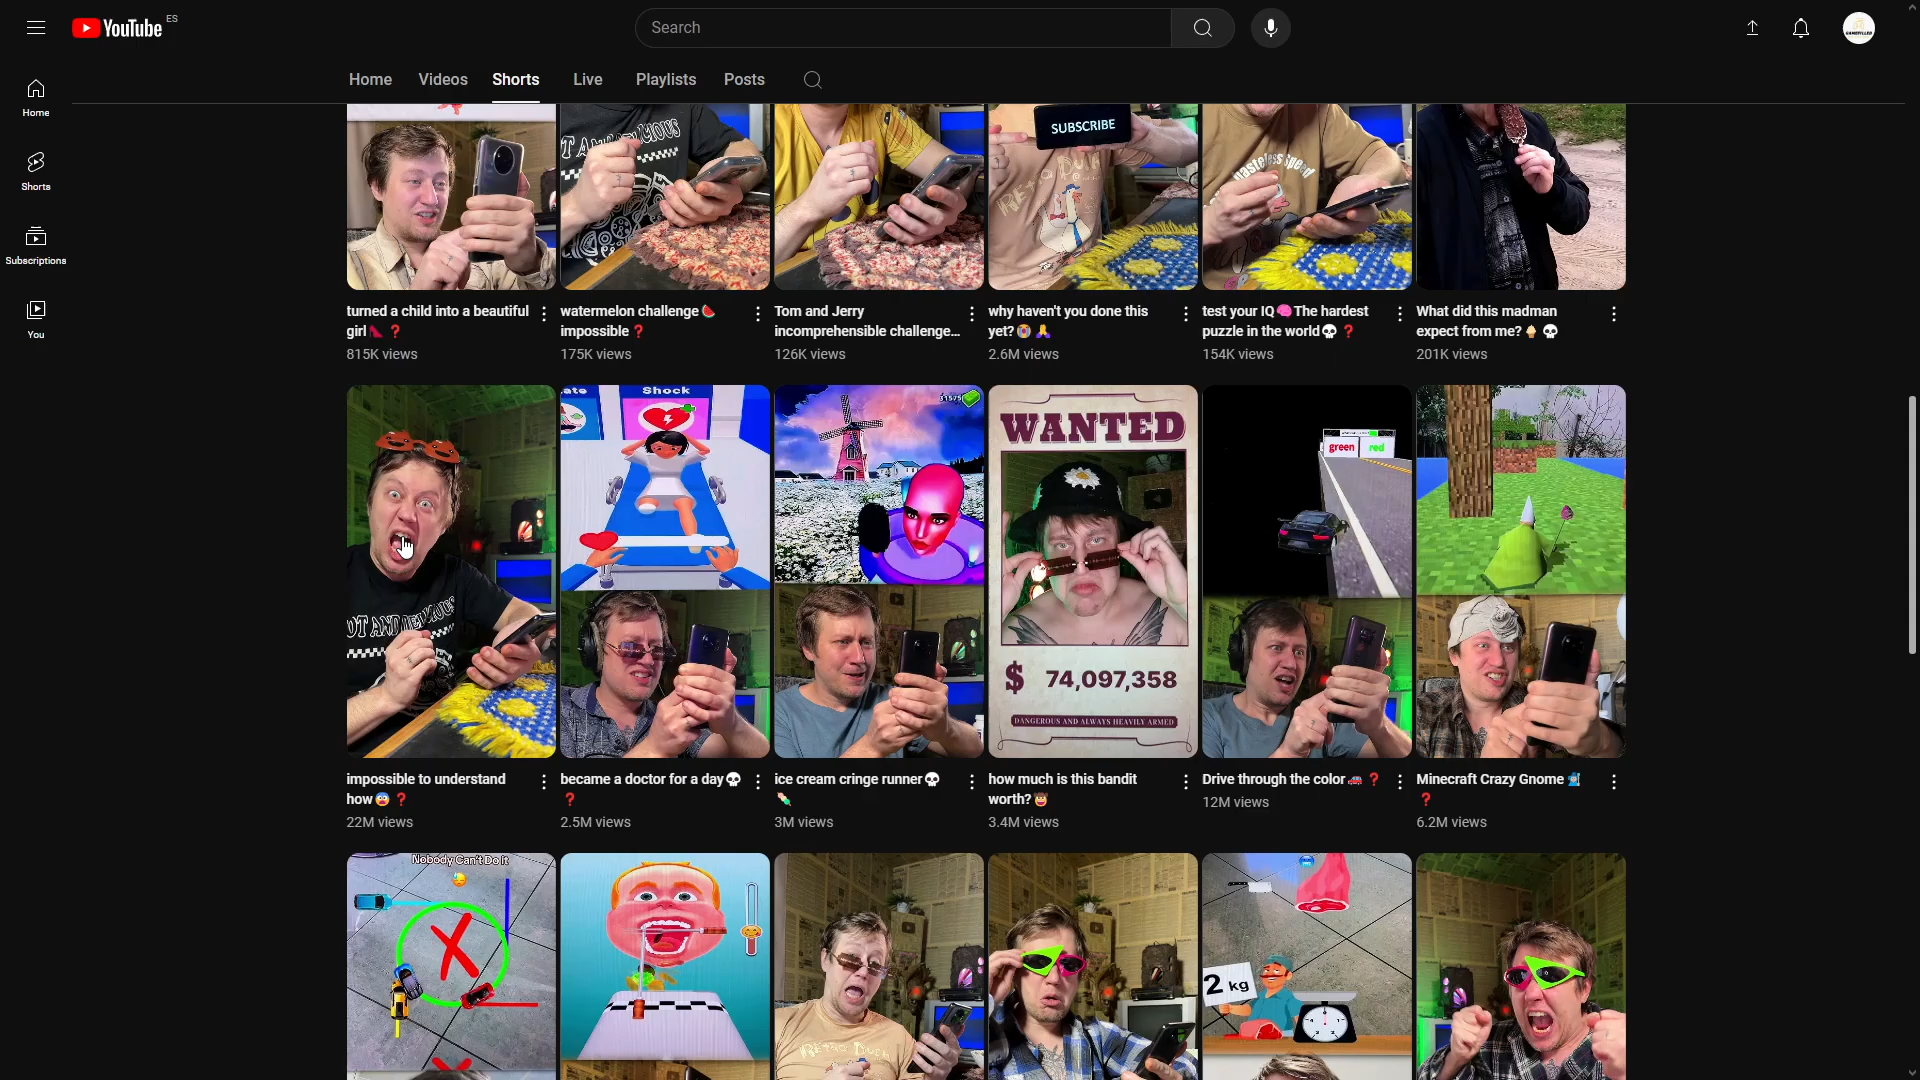 YouTube
ES
Search
Home
Videos
Shorts
Live
Playlists
Posts
Home
Shorts
Subscriptions
You
SUBSCRIBE
turned a child into a beautiful
girl👠❓
815K views
watermelon challenge🍉
impossible❓
175K views
Tom and Jerry
incomprehensible challenge...
126K views
why haven't you done this
yet?😭🙏
2.6M views
test your IQ🧠The hardest
puzzle in the world💀❓
154K views
What did this madman
expect from me?🍦💀
201K views
Shock
31575
WANTED
$ 74,097,358
DANGEROUS AND ALWAYS HEAVILY ARMED
green
red
impossible to understand
how😨❓
22M views
became a doctor for a day💀
❓
2.5M views
ice cream cringe runner💀
🍡
3M views
how much is this bandit
worth?🤠
3.4M views
Drive through the color🚗❓
12M views
Minecraft Crazy Gnome🧙
❓
6.2M views
Nobody Can't Do It
2 kg